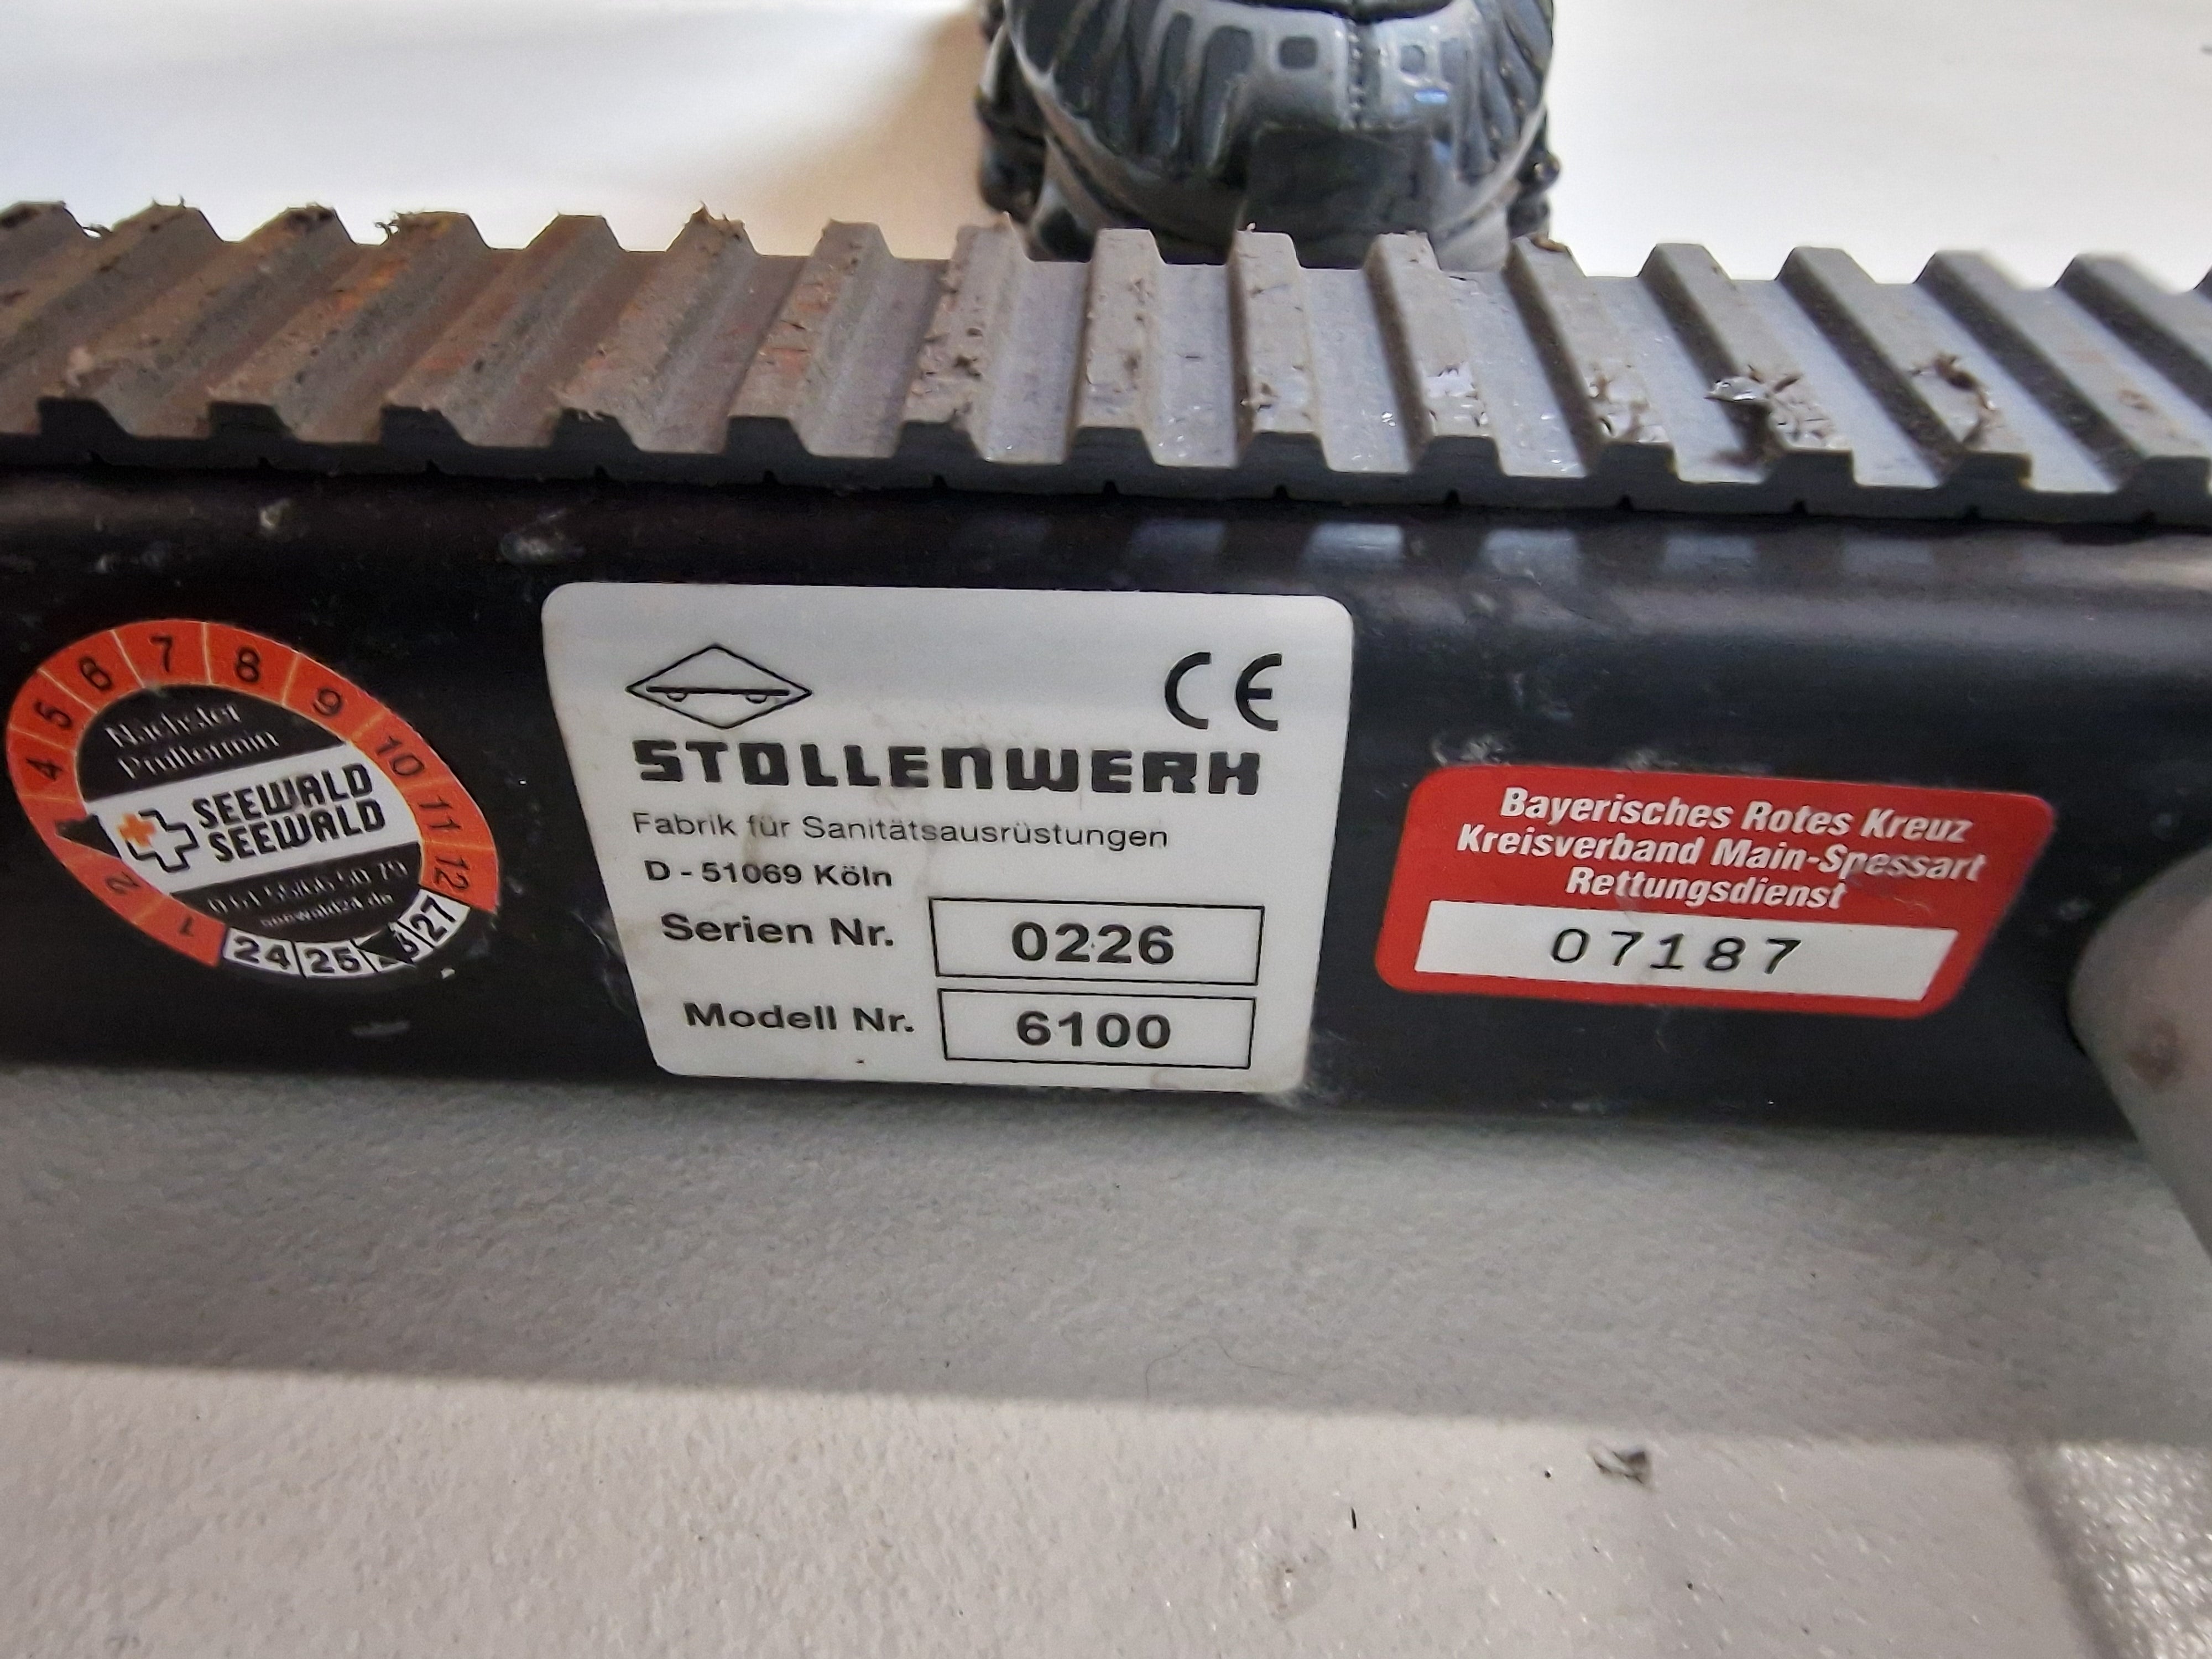 7
8
6
9
5
10
4
11
12
2
1
Nächster
Prüftermin
SEEWALD
SEEWALD
24 25 27
CE
STOLLENWERK
Fabrik für Sanitätsausrüstungen
D - 51069 Köln
Serien Nr. 0226
Modell Nr. 6100
Bayerisches Rotes Kreuz
Kreisverband Main-Spessart
Rettungsdienst
07187